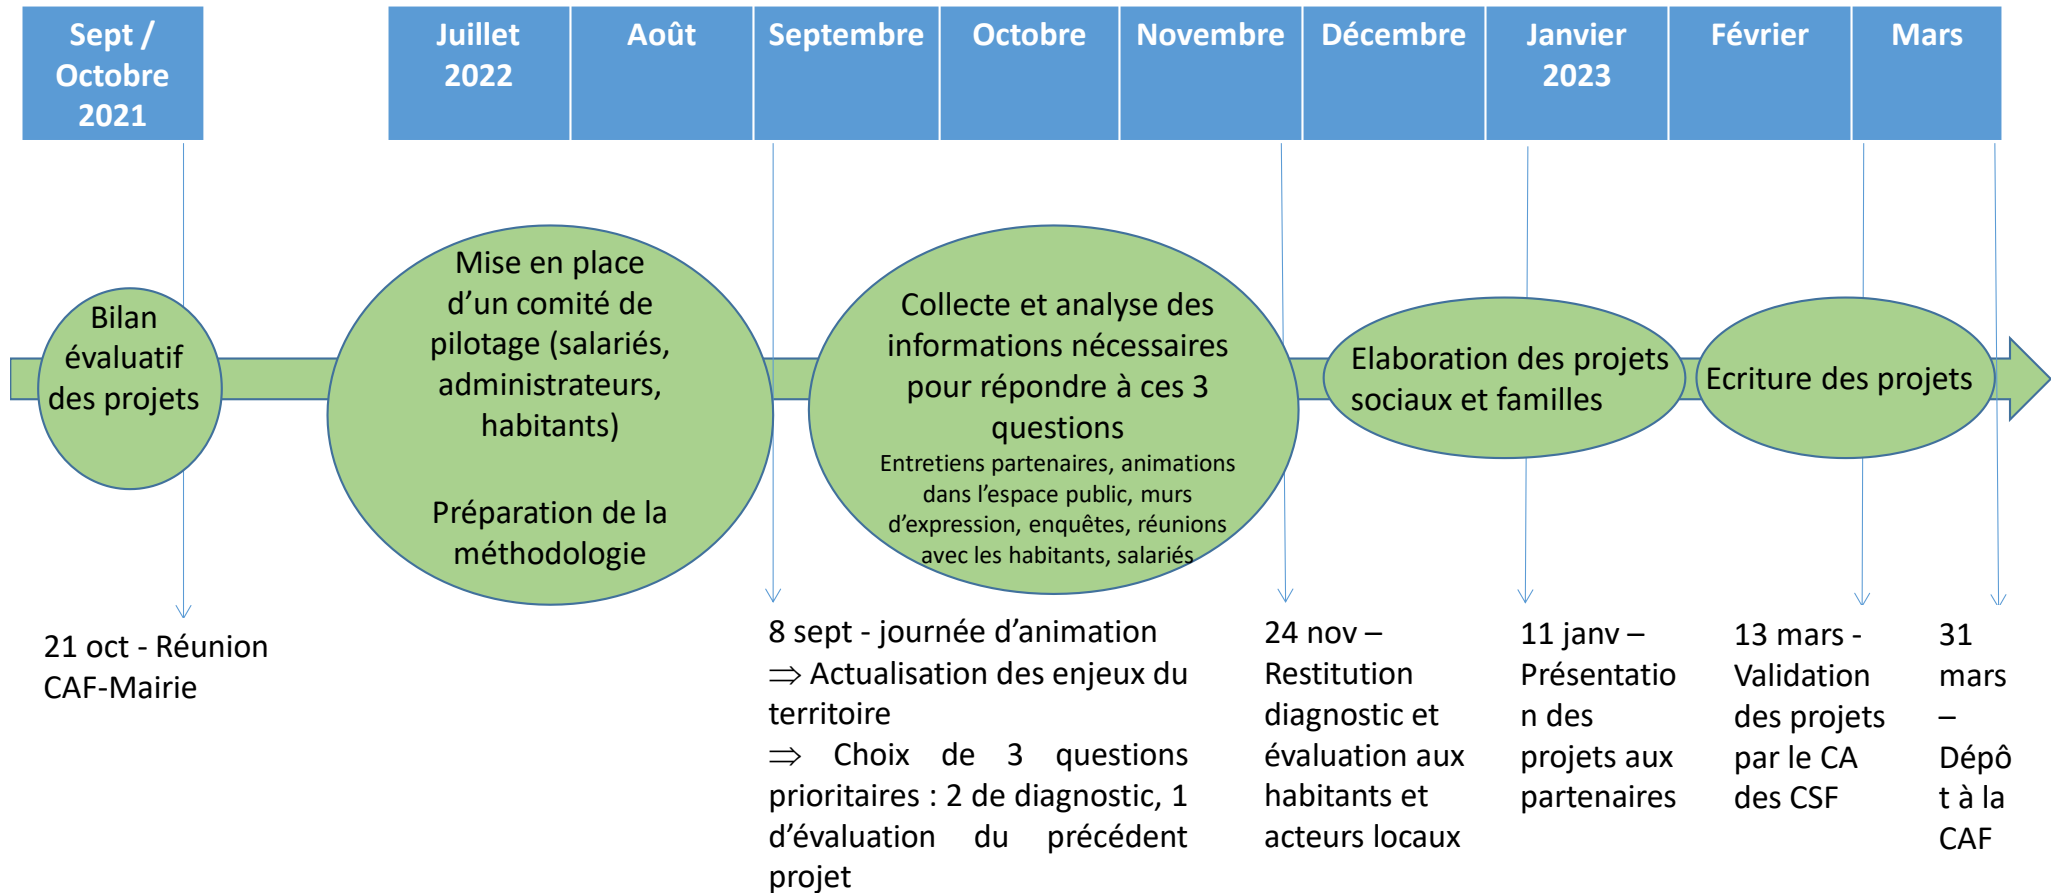 Sept /
Octobre
2021
Juillet
2022
Août
Septembre
Octobre
Novembre
Décembre
Janvier
2023
Février
Mars
Bilan
évaluatif
des projets
Mise en place
d’un comité de
pilotage (salariés,
administrateurs,
habitants)
Préparation de la
méthodologie
Collecte et analyse des
informations nécessaires
pour répondre à ces 3
questions
Entretiens partenaires, animations
dans l’espace public, murs
d’expression, enquêtes, réunions
avec les habitants, salariés
Elaboration des projets
sociaux et familles
Ecriture des projets
21 oct - Réunion
CAF-Mairie
8 sept - journée d’animation
⇒ Actualisation des enjeux du
territoire
⇒ Choix de 3 questions
prioritaires : 2 de diagnostic, 1
d’évaluation du précédent
projet
24 nov –
Restitution
diagnostic et
évaluation aux
habitants et
acteurs locaux
11 janv –
Présentatio
n des
projets aux
partenaires
13 mars -
Validation
des projets
par le CA
des CSF
31
mars
–
Dépô
t à la
CAF